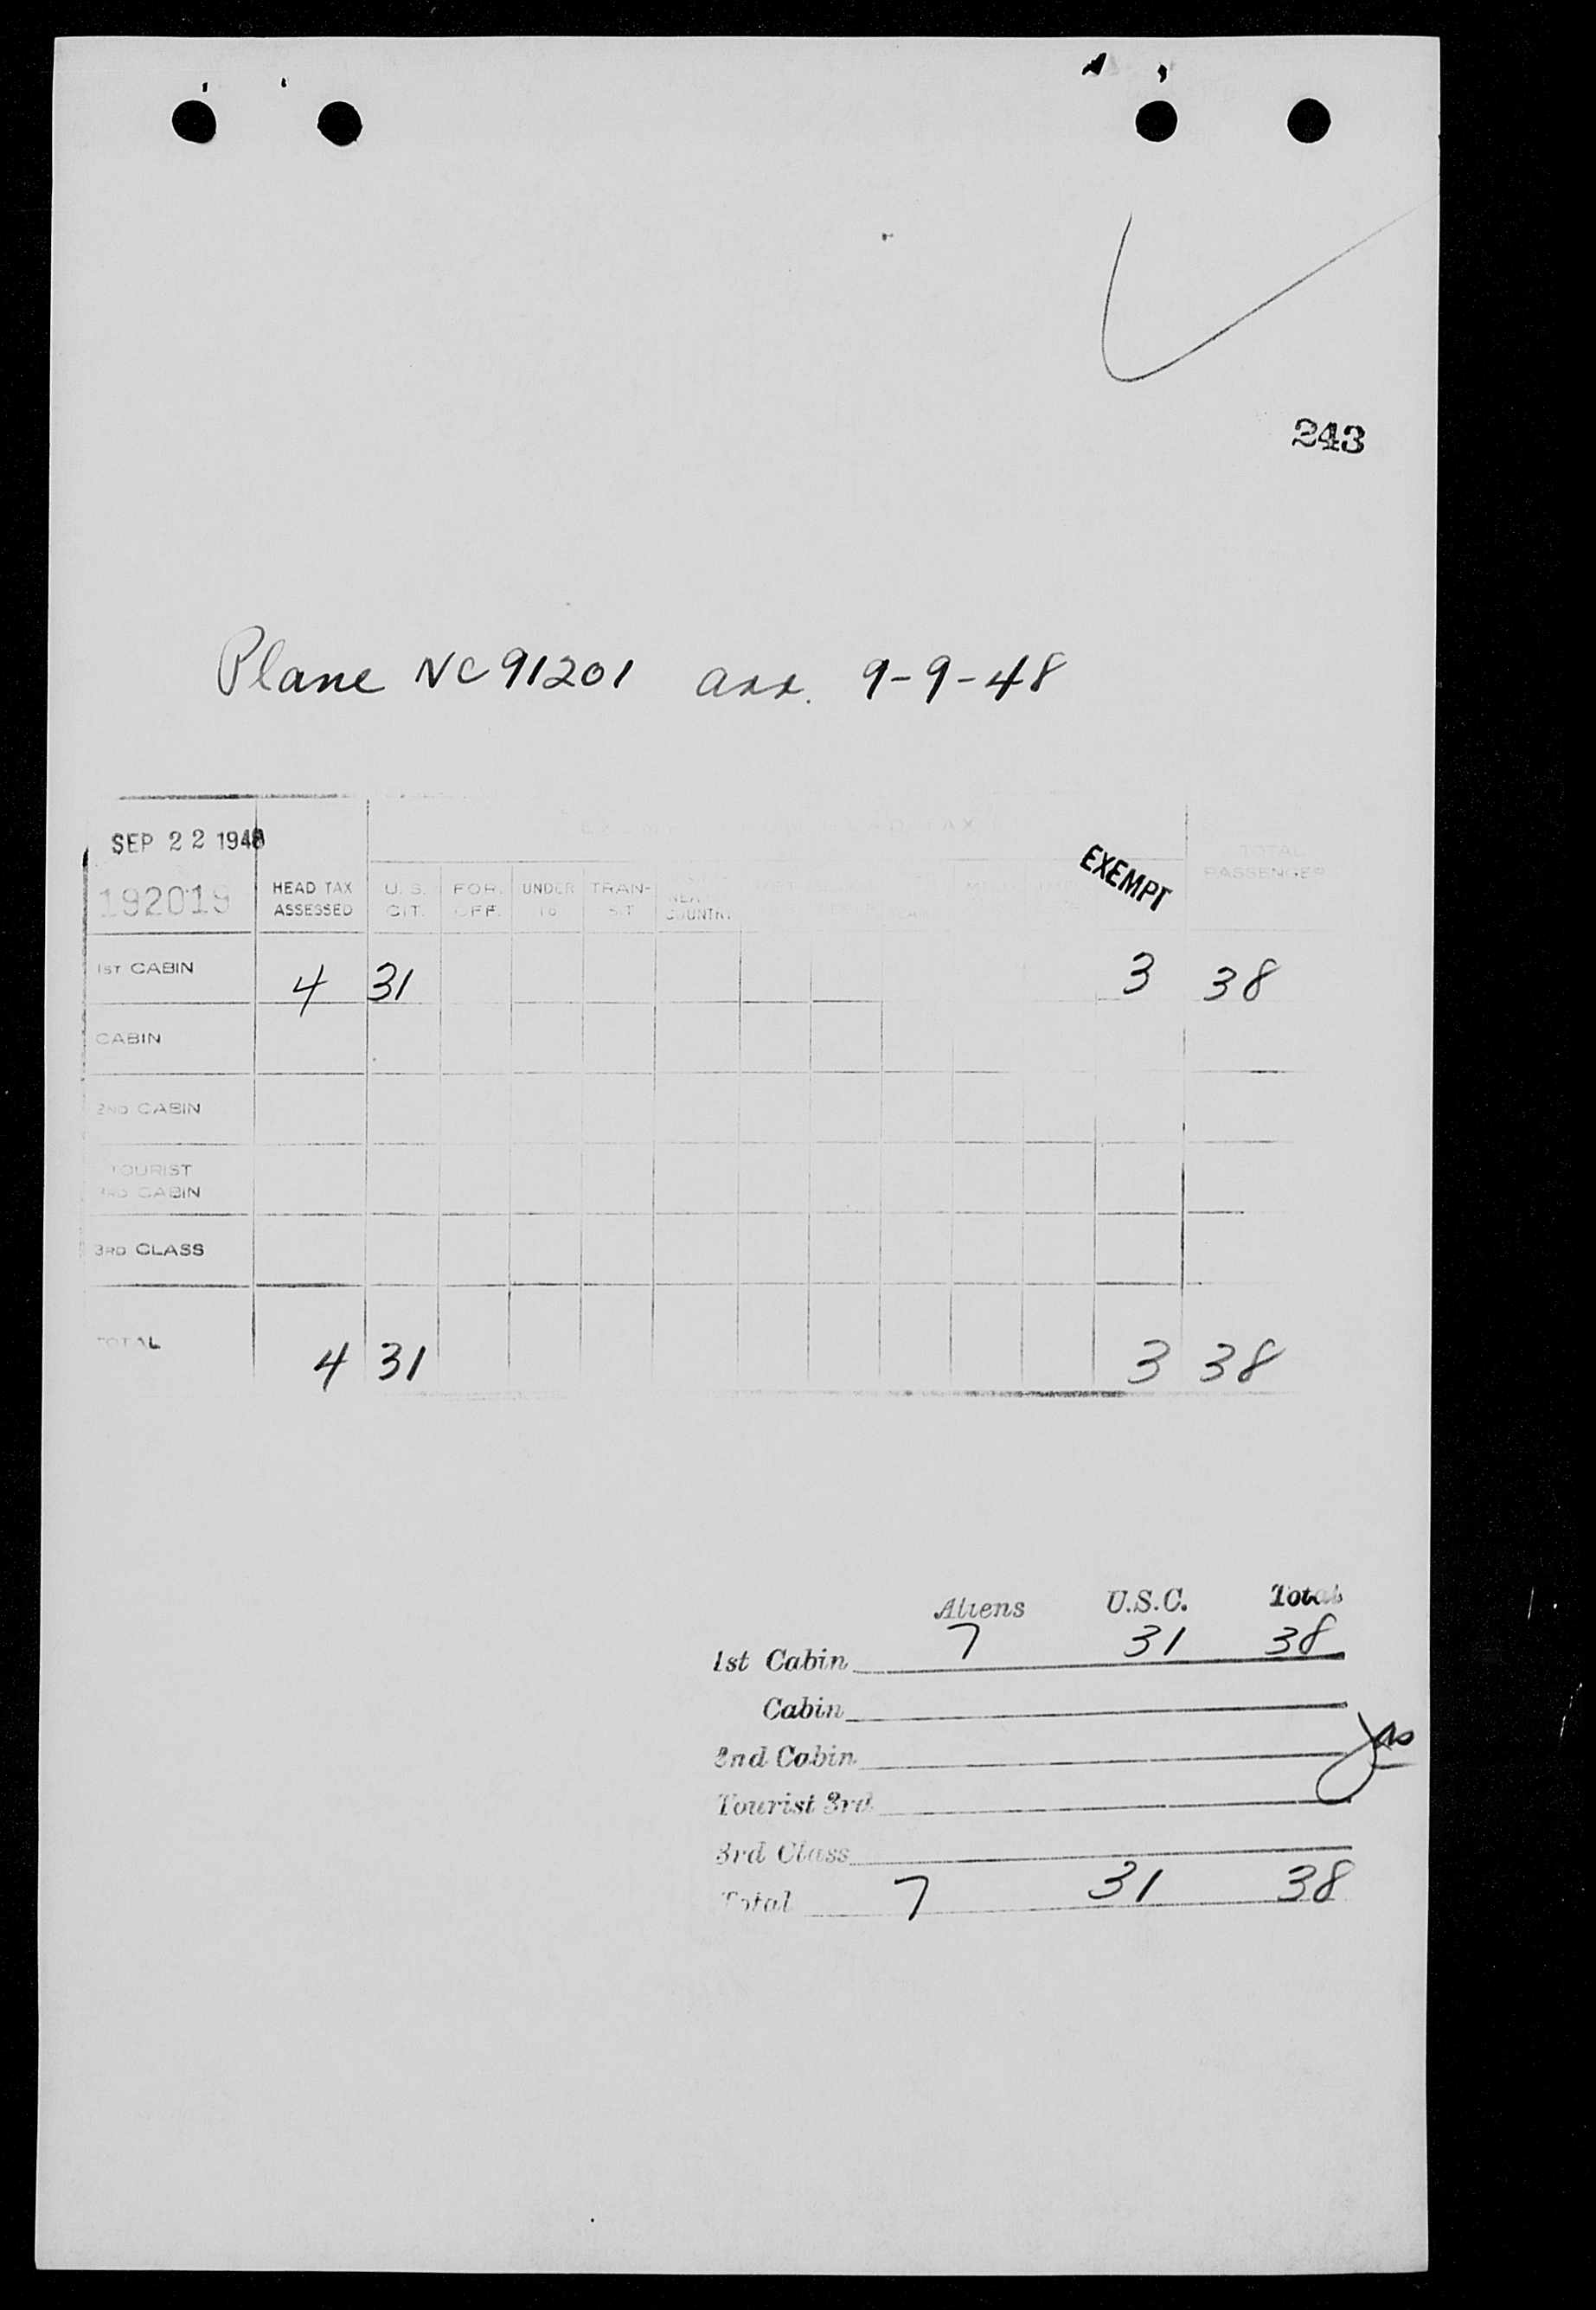 243
Plane NC 91201 arr. 9-9-48
SEP 22 1948
192019
HEAD TAX ASSESSED
U. S. CIT.
FOR. OFF.
UNDER 16
TRAN-SIT
COUNTRY
EXEMPT
TOTAL PASSENGERS
1ST CABIN 4 31 3 38
CABIN
2ND CABIN
TOURIST
3RD CABIN
3RD CLASS
TOTAL 4 31 3 38
Aliens U.S.C. Total
1st Cabin 7 31 38
Cabin
2nd Cabin
Tourist 3rd
3rd Class
Total 7 31 38